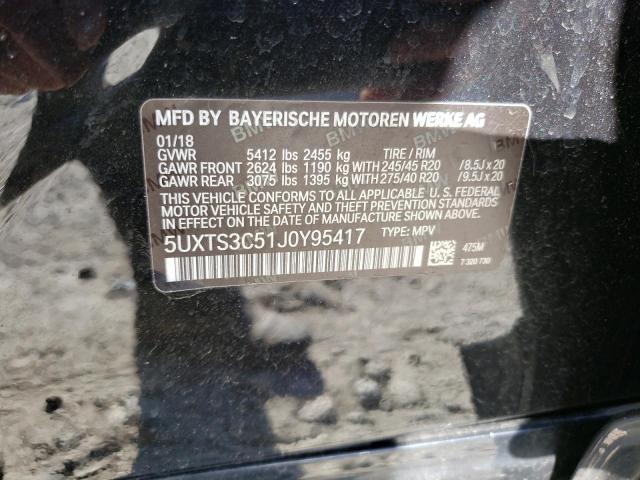 MFD BY BAYERISCHE MOTOREN WERKE AG
01/18
GVWR 5412 lbs 2455 kg TIRE / RIM
GAWR FRONT 2624 lbs 1190 kg WITH 245/45 R20 /8.5J x 20
GAWR REAR 3075 lbs 1395 kg WITH 275/40 R20 /9.5J x 20
THIS VEHICLE CONFORMS TO ALL APPLICABLE U. S. FEDERAL
MOTOR VEHICLE SAFETY, BUMPER, AND THEFT PREVENTION STANDARDS
IN EFFECT ON THE DATE OF MANUFACTURE SHOWN ABOVE.
5UXTS3C51J0Y95417 TYPE: MPV
475M
7 320 730